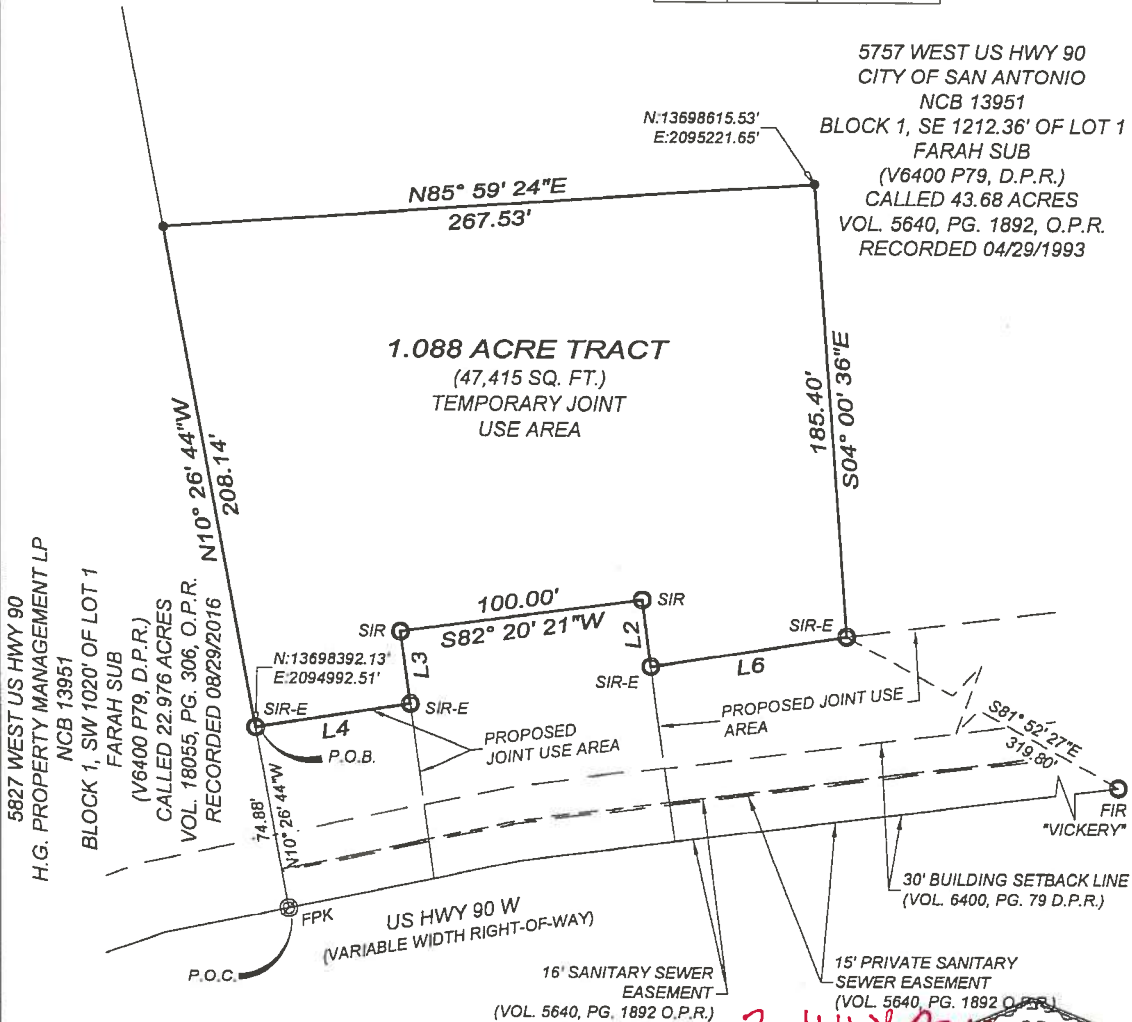 5757 WEST US HWY 90
CITY OF SAN ANTONIO
NCB 13951
BLOCK 1, SE 1212.36' OF LOT 1
FARAH SUB
(V6400 P79, D.P.R.)
CALLED 43.68 ACRES
VOL. 5640, PG. 1892, O.P.R.
RECORDED 04/29/1993
N:13698615.53'
E:2095221.65'
N85° 59' 24"E
267.53'
1.088 ACRE TRACT
(47,415 SQ. FT.)
TEMPORARY JOINT
USE AREA
185.40'
S04° 00' 36"E
N10° 26' 44"W
208.14'
5827 WEST US HWY 90
H.G. PROPERTY MANAGEMENT LP
NCB 13951
BLOCK 1, SW 1020' OF LOT 1
FARAH SUB
(V6400 P79, D.P.R.)
CALLED 22.976 ACRES
VOL. 18055, PG. 306, O.P.R.
RECORDED 08/29/2016
100.00'
S82° 20' 21"W
SIR
SIR
L2
L3
SIR-E
SIR-E
L6
N:13698392.13'
E:2094992.51'
SIR-E
SIR-E
L4
P.O.B.
PROPOSED
JOINT USE AREA
PROPOSED JOINT USE
AREA
S81° 52' 27"E
319.80'
FIR
"VICKERY"
74.88'
N10° 26' 44"W
FPK
P.O.C.
US HWY 90 W
(VARIABLE WIDTH RIGHT-OF-WAY)
30' BUILDING SETBACK LINE
(VOL. 6400, PG. 79 D.P.R.)
16' SANITARY SEWER
EASEMENT
(VOL. 5640, PG. 1892 O.P.R.)
15' PRIVATE SANITARY
SEWER EASEMENT
(VOL. 5640, PG. 1892 O.P.R.)